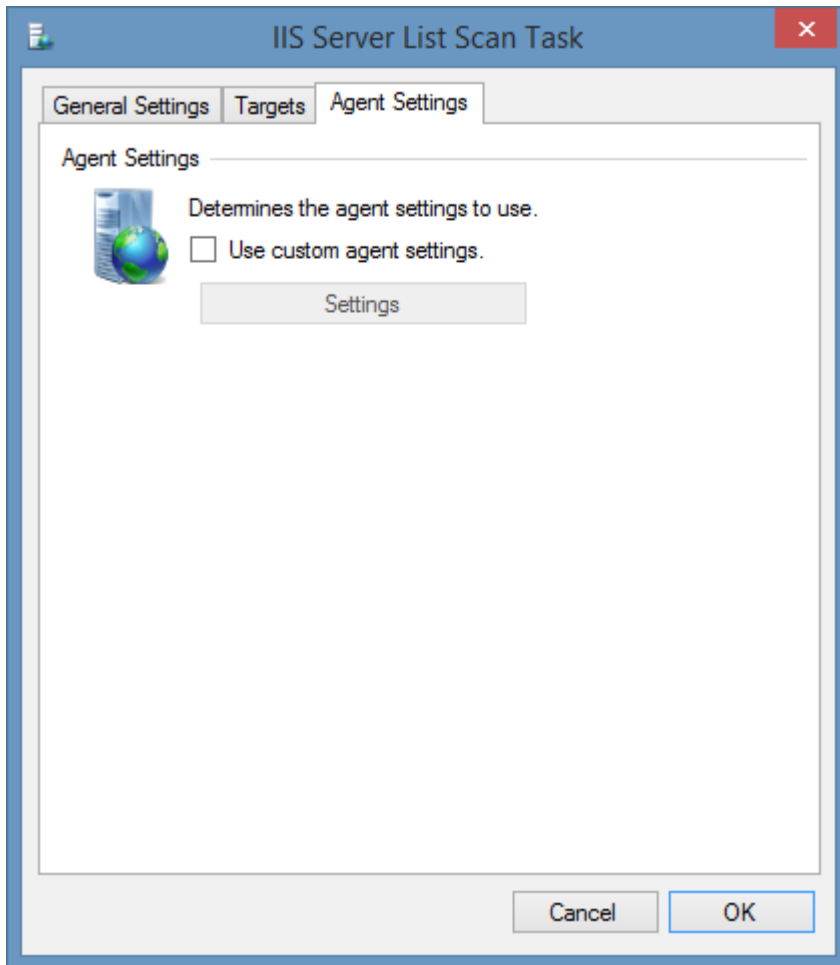 IIS Server List Scan Task
General Settings Targets Agent Settings
Agent Settings
Determines the agent settings to use.
Use custom agent settings.
Settings
Cancel OK